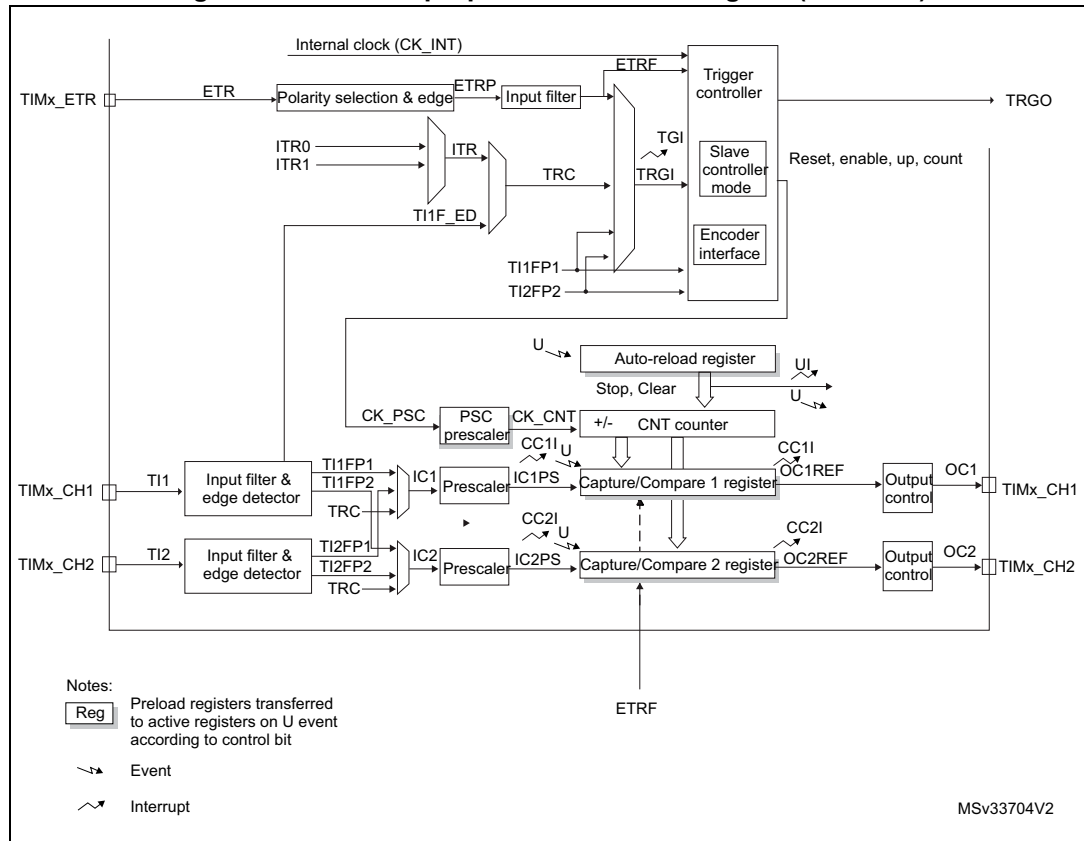 Internal clock (CK_INT)
ETRF
Trigger
controller
TIMx_ETR
ETR
Polarity selection & edge
ETRP
Input filter
TRGO
ITR0
ITR1
ITR
TGI
TRC
TRGI
Slave
controller
mode
Reset, enable, up, count
TI1F_ED
Encoder
interface
TI1FP1
TI2FP2
U
Auto-reload register
UI
Stop, Clear
U
CK_PSC
PSC
prescaler
CK_CNT
+/-
CNT counter
TIMx_CH1
TI1
Input filter &
edge detector
TI1FP1
TI1FP2
TRC
IC1
Prescaler
CC1I
U
IC1PS
Capture/Compare 1 register
CC1I
OC1REF
Output
control
OC1
TIMx_CH1
TIMx_CH2
TI2
Input filter &
edge detector
TI2FP1
TI2FP2
TRC
IC2
Prescaler
CC2I
U
IC2PS
Capture/Compare 2 register
CC2I
OC2REF
Output
control
OC2
TIMx_CH2
ETRF
Notes:
Reg
Preload registers transferred
to active registers on U event
according to control bit
Event
Interrupt
MSv33704V2